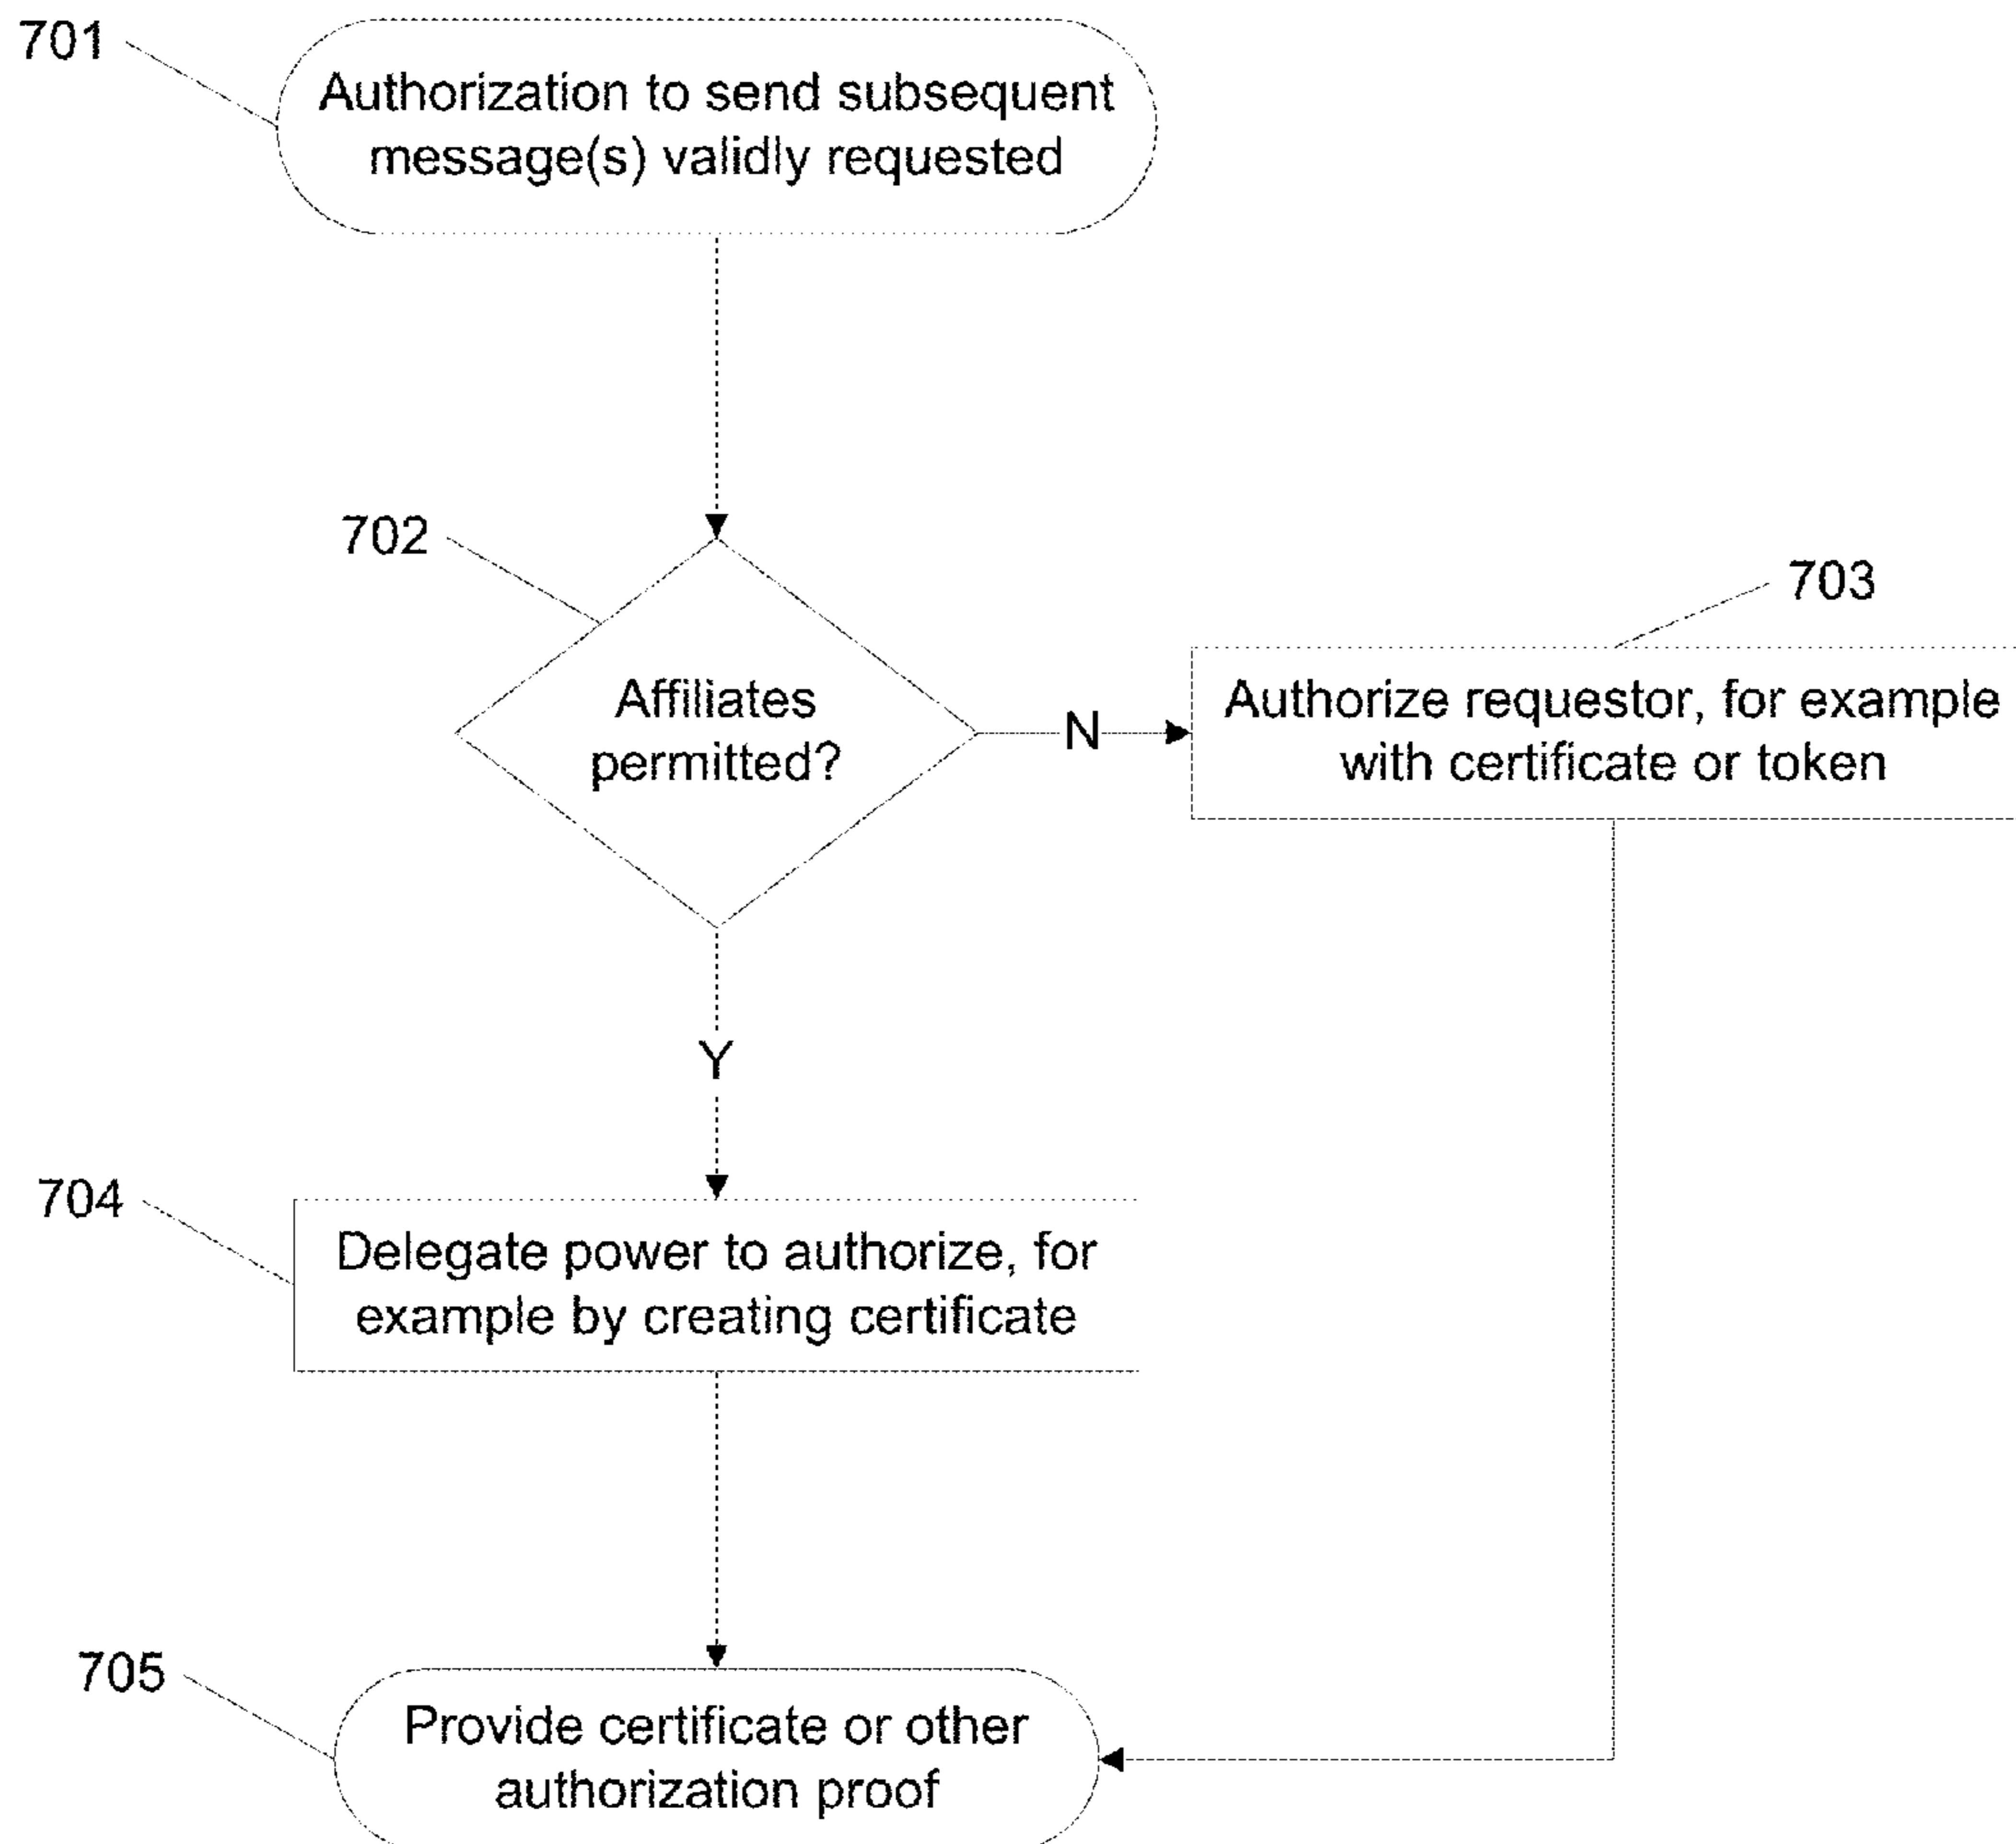 701
Authorization to send subsequent
message(s) validly requested
702
Affiliates
permitted?
N
703
Authorize requestor, for example
with certificate or token
Y
704
Delegate power to authorize, for
example by creating certificate
705
Provide certificate or other
authorization proof